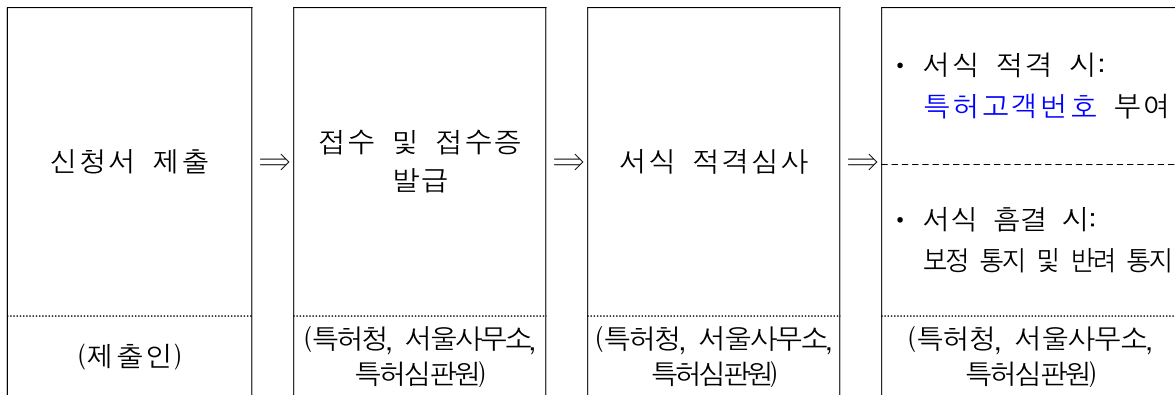 신청서 제출
⇒
접수 및 접수증
발급
⇒
서식 적격심사
⇒
• 서식 적격 시:
특허고객번호 부여
• 서식 흠결 시:
보정 통지 및 반려 통지
(제출인)
(특허청, 서울사무소,
특허심판원)
(특허청, 서울사무소,
특허심판원)
(특허청, 서울사무소,
특허심판원)